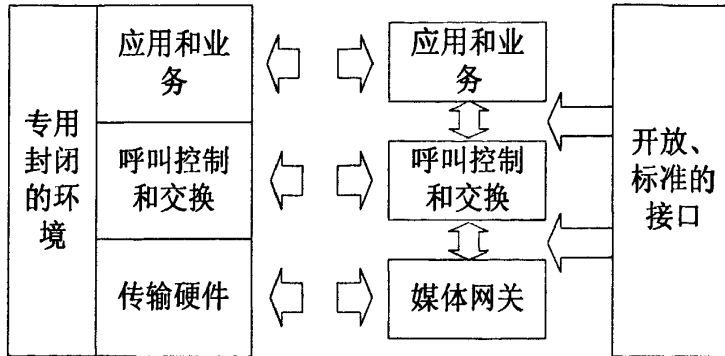 专用
封闭
的环
境
应用和业
务
呼叫控制
和交换
传输硬件
应用和业
务
呼叫控制
和交换
媒体网关
开放、
标准的
接口